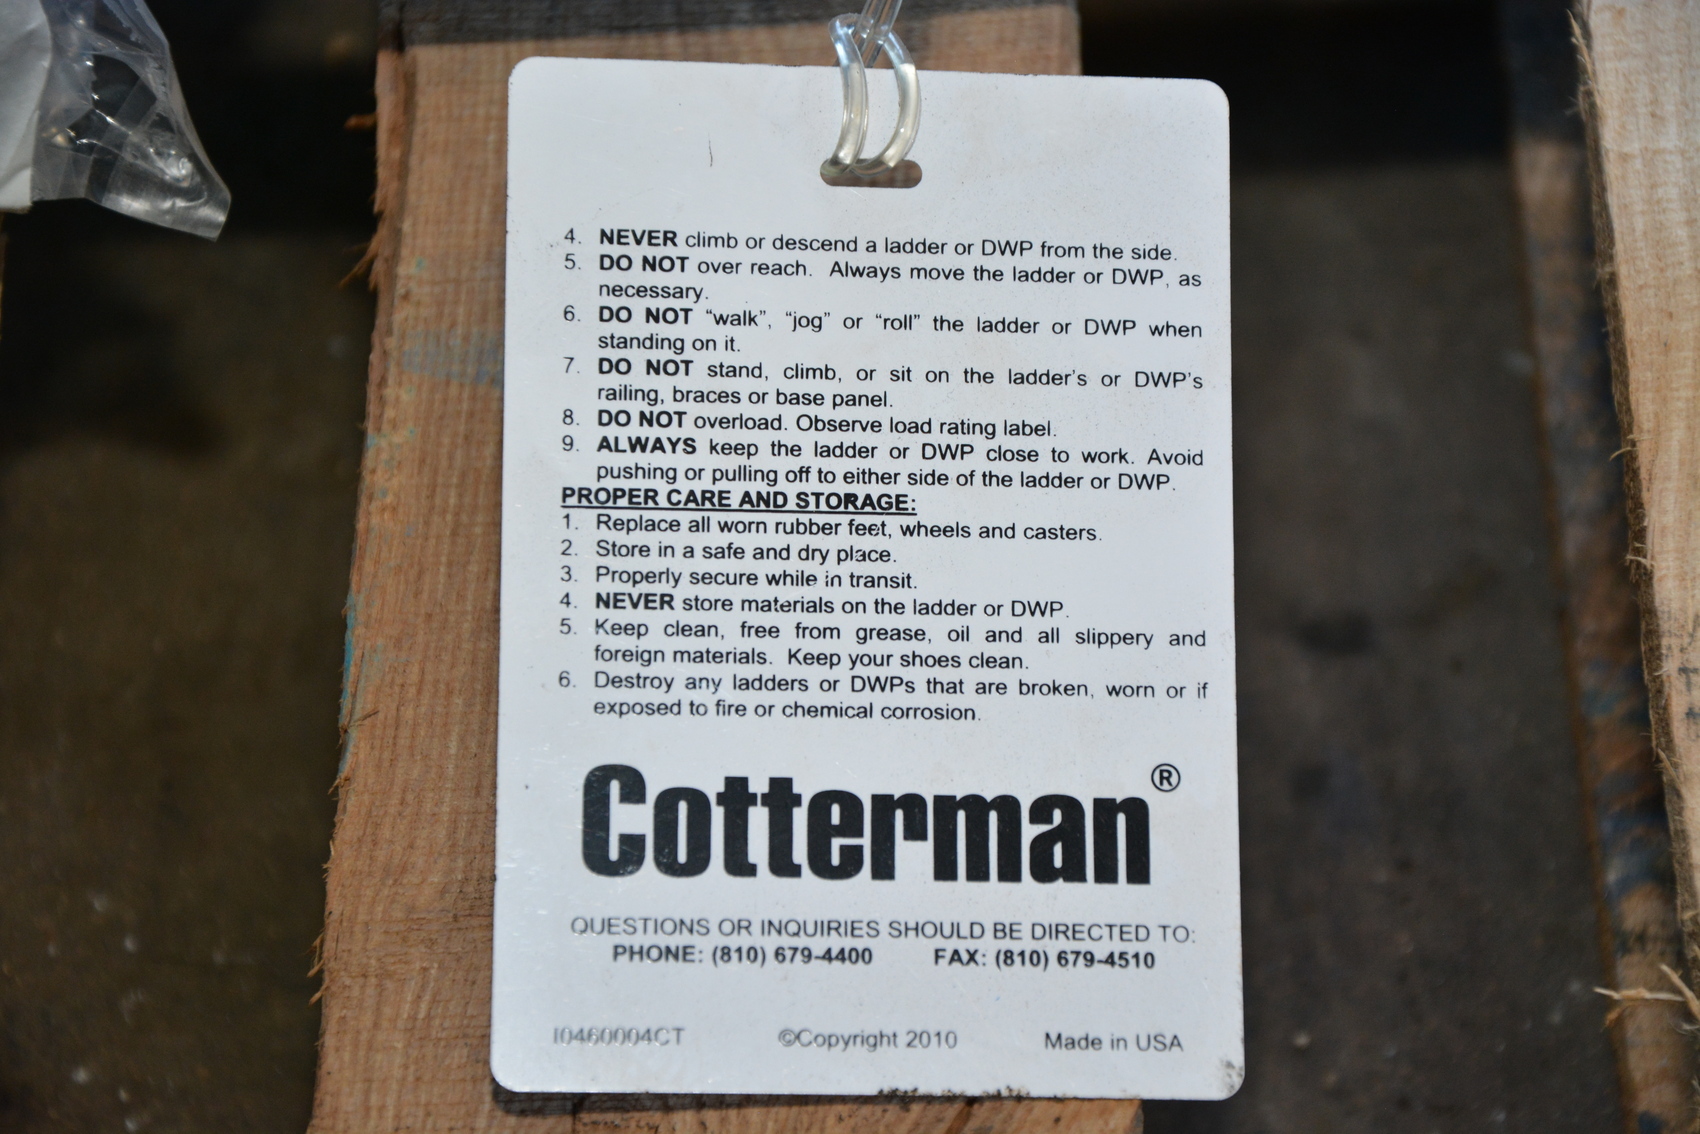 4. NEVER climb or descend a ladder or DWP from the side.
5. DO NOT over reach. Always move the ladder or DWP, as
necessary.
6. DO NOT “walk”, “jog” or “roll” the ladder or DWP when
standing on it.
7. DO NOT stand, climb, or sit on the ladder’s or DWP’s
railing, braces or base panel.
8. DO NOT overload. Observe load rating label.
9. ALWAYS keep the ladder or DWP close to work. Avoid
pushing or pulling off to either side of the ladder or DWP.
PROPER CARE AND STORAGE:
1. Replace all worn rubber feet, wheels and casters.
2. Store in a safe and dry place.
3. Properly secure while in transit.
4. NEVER store materials on the ladder or DWP.
5. Keep clean, free from grease, oil and all slippery and
foreign materials. Keep your shoes clean.
6. Destroy any ladders or DWPs that are broken, worn or if
exposed to fire or chemical corrosion.
Cotterman®
QUESTIONS OR INQUIRIES SHOULD BE DIRECTED TO:
PHONE: (810) 679-4400 FAX: (810) 679-4510
I0460004CT ©Copyright 2010 Made in USA